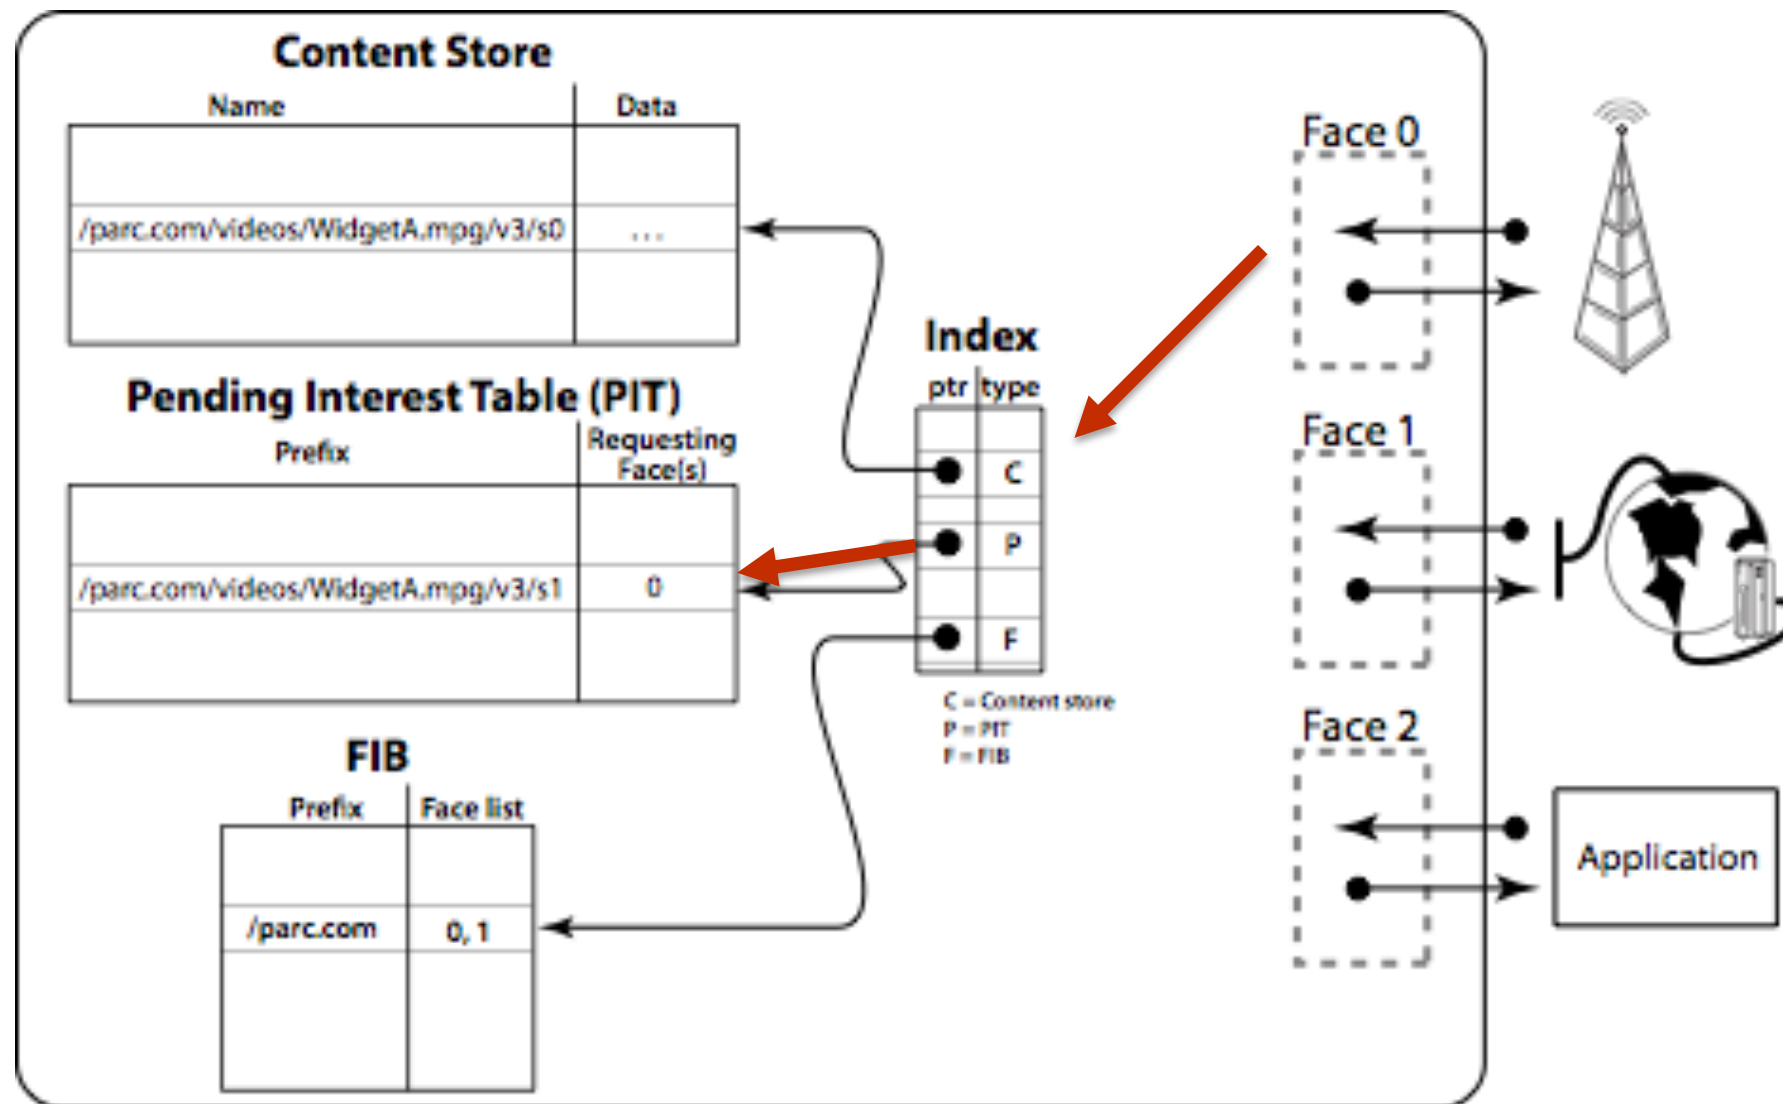 Content Store
Name Data
/parc.com/videos/WidgetA.mpg/v3/s0 ...
Pending Interest Table (PIT)
Prefix Requesting
Face(s)
/parc.com/videos/WidgetA.mpg/v3/s1 0
FIB
Prefix Face list
/parc.com 0, 1
Index
ptr type
C
P
F
C = Content store
P = PIT
F = FIB
Face 0
Face 1
Face 2
Application